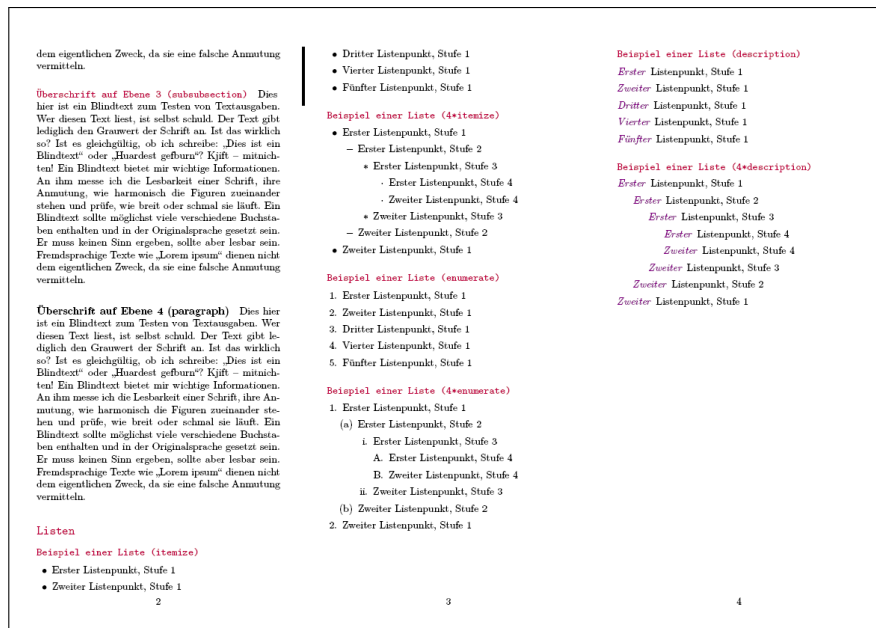 dem eigentlichen Zweck, da sie eine falsche Anmutung
vermitteln.
Überschrift auf Ebene 3 (subsubsection) Dies
hier ist ein Blindtext zum Testen von Textausgaben.
Wer diesen Text liest, ist selbst schuld. Der Text gibt
lediglich den Grauwert der Schrift an. Ist das wirklich
so? Ist es gleichgültig, ob ich schreibe: „Dies ist ein
Blindtext“ oder „Huardest gefburn“? Kjift – mitnich-
ten! Ein Blindtext bietet mir wichtige Informationen.
An ihm messe ich die Lesbarkeit einer Schrift, ihre
Anmutung, wie harmonisch die Figuren zueinander
stehen und prüfe, wie breit oder schmal sie läuft. Ein
Blindtext sollte möglichst viele verschiedene Buchsta-
ben enthalten und in der Originalsprache gesetzt sein.
Er muss keinen Sinn ergeben, sollte aber lesbar sein.
Fremdsprachige Texte wie „Lorem ipsum“ dienen nicht
dem eigentlichen Zweck, da sie eine falsche Anmutung
vermitteln.
Überschrift auf Ebene 4 (paragraph) Dies hier
ist ein Blindtext zum Testen von Textausgaben. Wer
diesen Text liest, ist selbst schuld. Der Text gibt le-
diglich den Grauwert der Schrift an. Ist das wirklich
so? Ist es gleichgültig, ob ich schreibe: „Dies ist ein
Blindtext“ oder „Huardest gefburn“? Kjift – mitnich-
ten! Ein Blindtext bietet mir wichtige Informationen.
An ihm messe ich die Lesbarkeit einer Schrift, ihre An-
mutung, wie harmonisch die Figuren zueinander ste-
hen und prüfe, wie breit oder schmal sie läuft. Ein
Blindtext sollte möglichst viele verschiedene Buchsta-
ben enthalten und in der Originalsprache gesetzt sein.
Er muss keinen Sinn ergeben, sollte aber lesbar sein.
Fremdsprachige Texte wie „Lorem ipsum“ dienen nicht
dem eigentlichen Zweck, da sie eine falsche Anmutung
vermitteln.
Listen
Beispiel einer Liste (itemize)
• Erster Listenpunkt, Stufe 1
• Zweiter Listenpunkt, Stufe 1
2
• Dritter Listenpunkt, Stufe 1
• Vierter Listenpunkt, Stufe 1
• Fünfter Listenpunkt, Stufe 1
Beispiel einer Liste (4*itemize)
• Erster Listenpunkt, Stufe 1
– Erster Listenpunkt, Stufe 2
* Erster Listenpunkt, Stufe 3
· Erster Listenpunkt, Stufe 4
· Zweiter Listenpunkt, Stufe 4
* Zweiter Listenpunkt, Stufe 3
– Zweiter Listenpunkt, Stufe 2
• Zweiter Listenpunkt, Stufe 1
Beispiel einer Liste (enumerate)
1. Erster Listenpunkt, Stufe 1
2. Zweiter Listenpunkt, Stufe 1
3. Dritter Listenpunkt, Stufe 1
4. Vierter Listenpunkt, Stufe 1
5. Fünfter Listenpunkt, Stufe 1
Beispiel einer Liste (4*enumerate)
1. Erster Listenpunkt, Stufe 1
(a) Erster Listenpunkt, Stufe 2
i. Erster Listenpunkt, Stufe 3
A. Erster Listenpunkt, Stufe 4
B. Zweiter Listenpunkt, Stufe 4
ii. Zweiter Listenpunkt, Stufe 3
(b) Zweiter Listenpunkt, Stufe 2
2. Zweiter Listenpunkt, Stufe 1
3
Beispiel einer Liste (description)
Erster Listenpunkt, Stufe 1
Zweiter Listenpunkt, Stufe 1
Dritter Listenpunkt, Stufe 1
Vierter Listenpunkt, Stufe 1
Fünfter Listenpunkt, Stufe 1
Beispiel einer Liste (4*description)
Erster Listenpunkt, Stufe 1
Erster Listenpunkt, Stufe 2
Erster Listenpunkt, Stufe 3
Erster Listenpunkt, Stufe 4
Zweiter Listenpunkt, Stufe 4
Zweiter Listenpunkt, Stufe 3
Zweiter Listenpunkt, Stufe 2
Zweiter Listenpunkt, Stufe 1
4